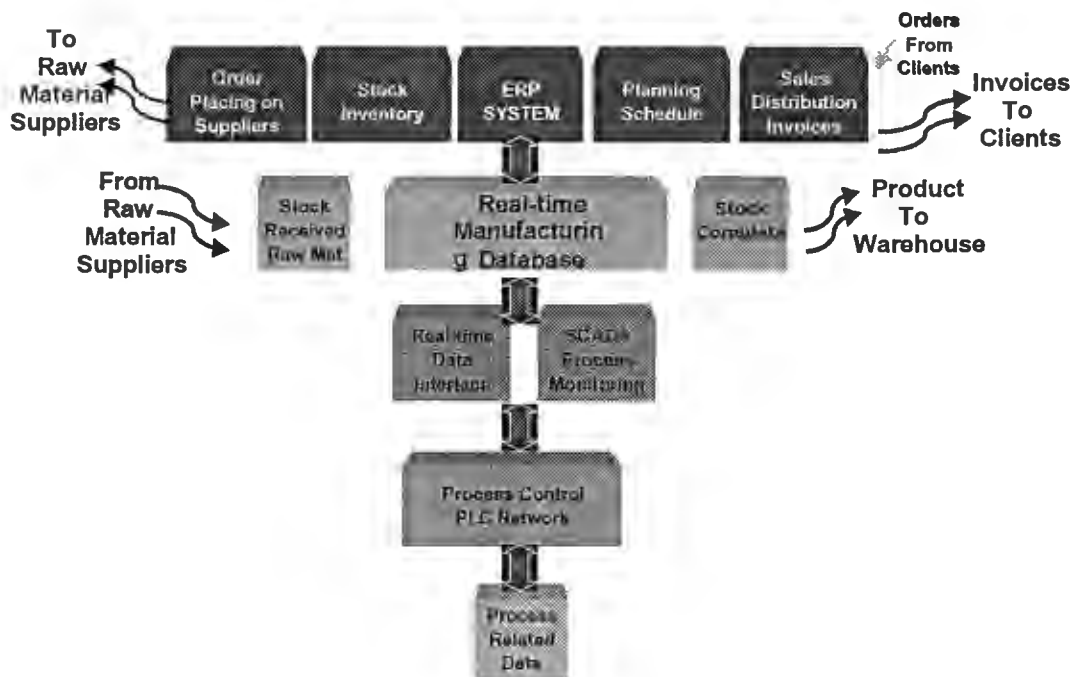 To
Raw
Material
Suppliers
Order
Placing on
Suppliers
Stock
Inventory
ERP
SYSTEM
Planning
Schedule
Sales
Distribution
Invoices
Orders
From
Clients
Invoices
To
Clients
From
Raw
Material
Suppliers
Stock
Received
Raw Mat.
Real-time
Manufacturin
g Database
Stock
Complete
Product
To
Warehouse
Real-time
Data
Interface
SCADA
Process
Monitoring
Process Control
PLC Network
Process
Related
Data